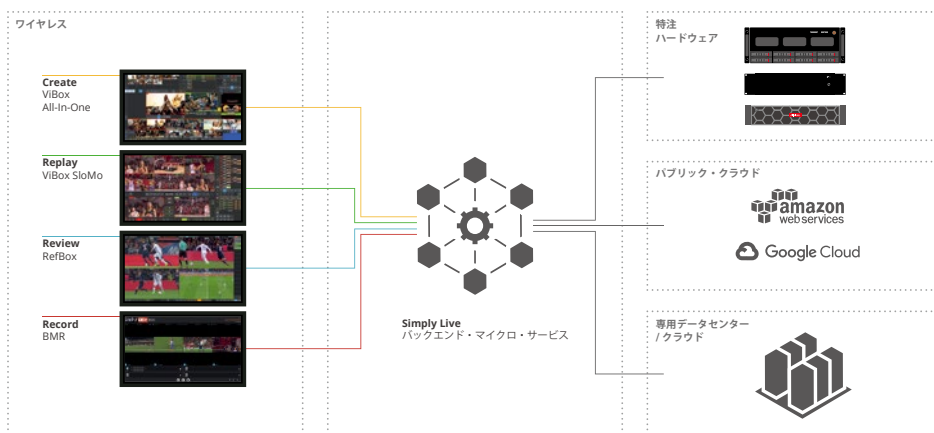 ワイヤレス
Create
ViBox
All-In-One
Replay
ViBox SloMo
Review
RefBox
Record
BMR
Simply Live
バックエンド・マイクロ・サービス
特注
ハードウェア
パブリック・クラウド
amazon
web services
Google Cloud
専用データセンター
/ クラウド